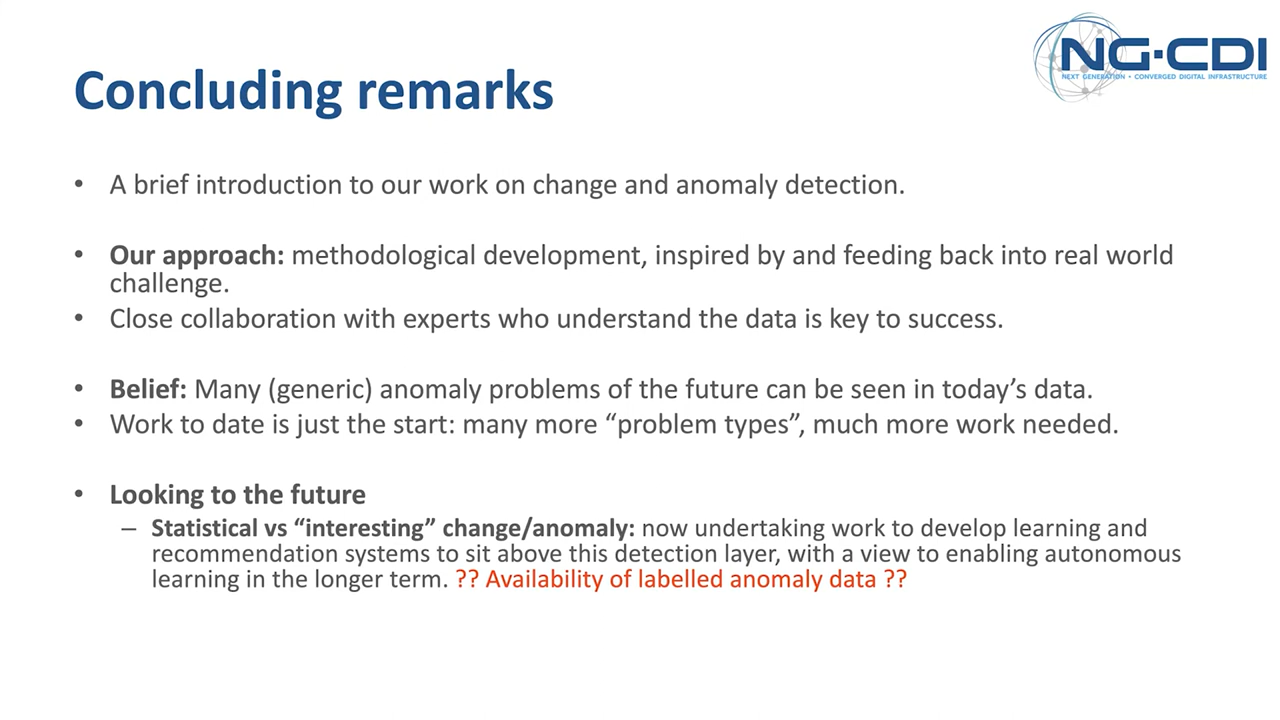 NG·CDI
NEXT GENERATION • CONVERGED DIGITAL INFRASTRUCTURE
Concluding remarks
• A brief introduction to our work on change and anomaly detection.
• Our approach: methodological development, inspired by and feeding back into real world
challenge.
• Close collaboration with experts who understand the data is key to success.
• Belief: Many (generic) anomaly problems of the future can be seen in today’s data.
• Work to date is just the start: many more “problem types”, much more work needed.
• Looking to the future
– Statistical vs “interesting” change/anomaly: now undertaking work to develop learning and
recommendation systems to sit above this detection layer, with a view to enabling autonomous
learning in the longer term. ?? Availability of labelled anomaly data ??